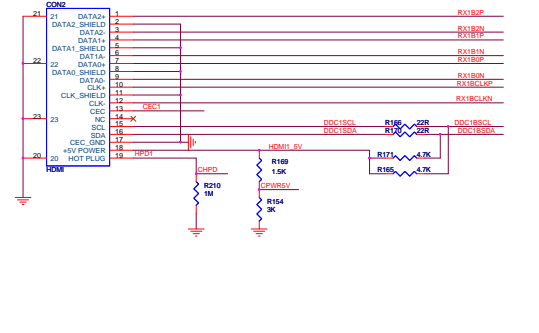 CON2
21 21 DATA2+ 1 RX1B2P
DATA2_SHIELD 2
DATA2- 3 RX1B2N
DATA1+ 4 RX1B1P
DATA1_SHIELD 5
DAT1A- 6 RX1B1N
22 22 DATA0+ 7 RX1B0P
DATA0_SHIELD 8
DATA0- 9 RX1B0N
CLK+ 10 RX1BCLKP
CLK_SHIELD 11
CLK- 12 RX1BCLKN
CEC 13 CEC1
23 23 NC 14
SCL 15 DDC1SCL R166 22R DDC1BSCL
SDA 16 DDC1SDA R170 22R DDC1BSDA
CEC_GND 17
+5V POWER 18 HDMI1_5V
20 20 HOT PLUG 19 HPD1 R171 4.7K
HDMI CHPD R169 1.5K R165 4.7K
R210 1M CPWR5V
R154 3K